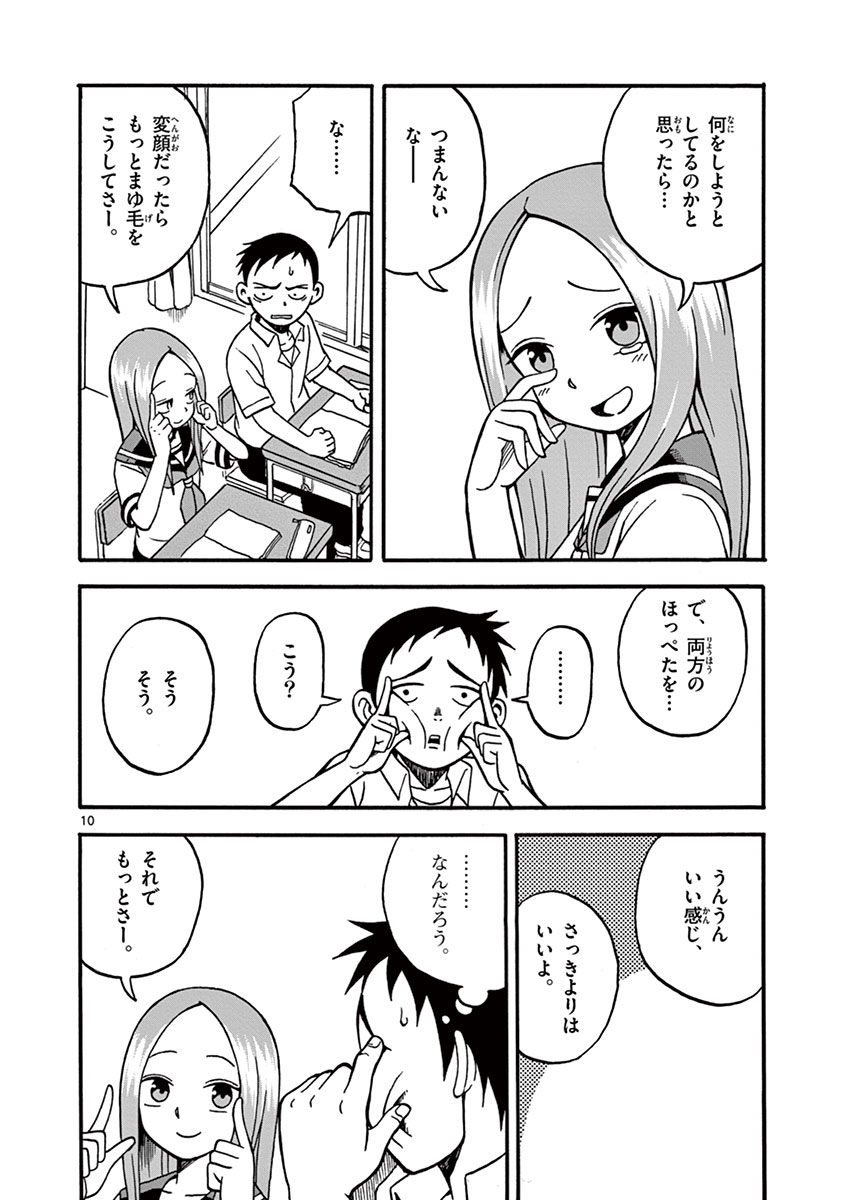 何をしようと
してるのかと
思ったら…
つまんない
なー
な……
変顔だったら
もっとまゆ毛を
こうしてさー。
で、両方の
ほっぺたを…
………
こう?
そう
そう。
うんうん
いい感じ、
さっきよりは
いいよ。
………
なんだろう。
それで
もっとさー。
10